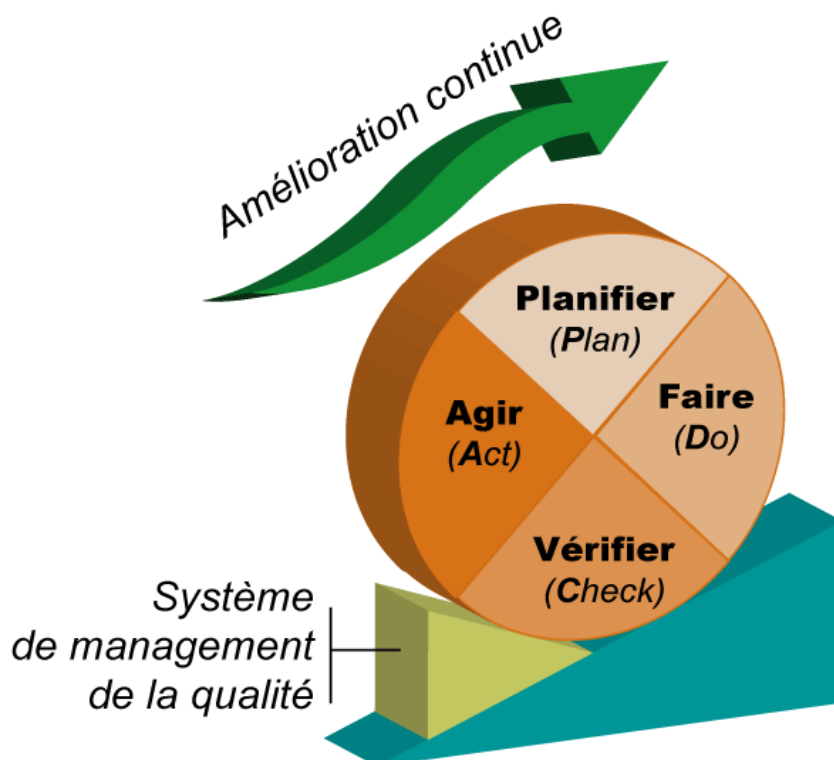 Amélioration continue
Planifier
(Plan)
Faire
(Do)
Agir
(Act)
Vérifier
(Check)
Système
de management
de la qualité